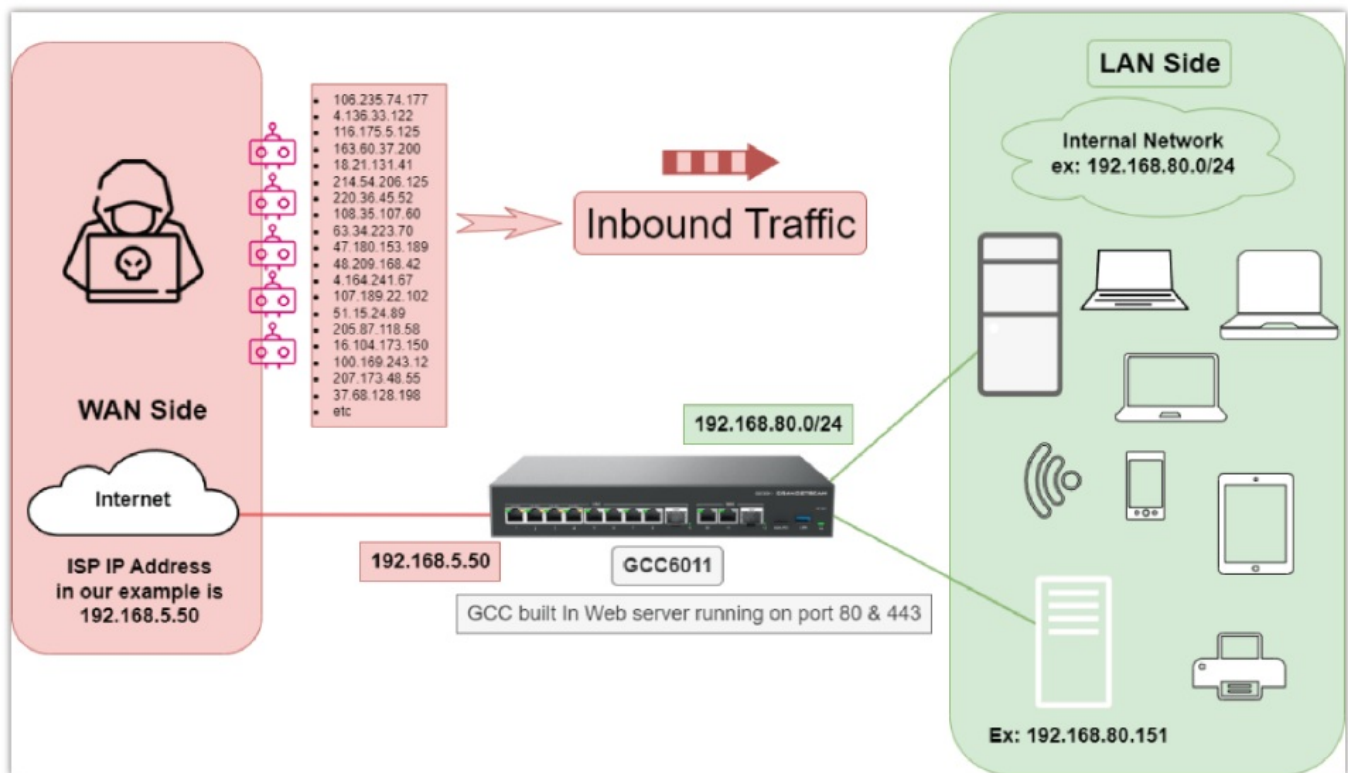 106.235.74.177
4.136.33.122
116.175.5.125
163.60.37.200
18.21.131.41
214.54.206.125
220.36.45.52
108.35.107.60
63.34.223.70
47.180.153.189
48.209.168.42
4.164.241.67
107.189.22.102
51.15.24.89
205.87.118.58
16.104.173.150
100.169.243.12
207.173.48.55
37.68.128.198
etc
WAN Side
Internet
ISP IP Address
in our example is
192.168.5.50
Inbound Traffic
192.168.5.50
192.168.80.0/24
GRANDSTREAM
GCC6011
GCC built In Web server running on port 80 & 443
LAN Side
Internal Network
ex: 192.168.80.0/24
Ex: 192.168.80.151